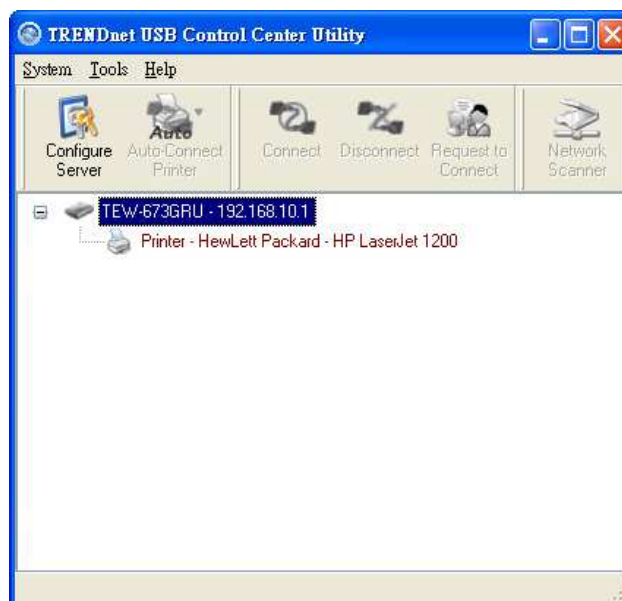 TRENDnet USB Control Center Utility
System Tools Help
Configure Server
Auto-Connect Printer
Connect
Disconnect
Request to Connect
Network Scanner
Auto
TEW-673GRU - 192.168.10.1
Printer - HewLett Packard - HP LaserJet 1200